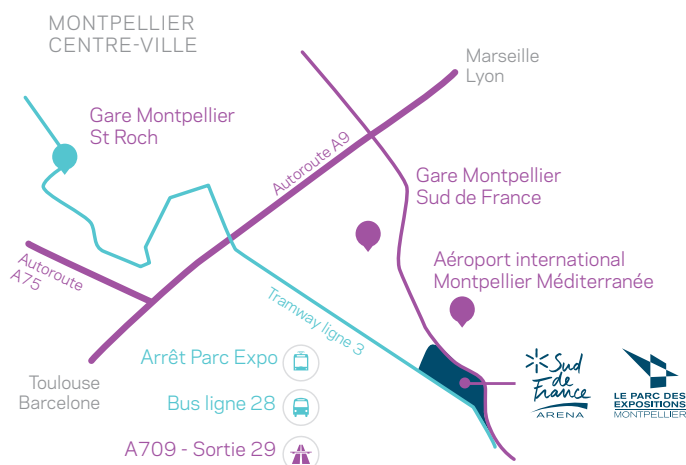 MONTPELLIER
CENTRE-VILLE
Marseille
Lyon
Gare Montpellier
St Roch
Autoroute A9
Gare Montpellier
Sud de France
Autoroute
A75
Aéroport international
Montpellier Méditerranée
Tramway ligne 3
Arrêt Parc Expo
Toulouse
Barcelone
Bus ligne 28
A709 - Sortie 29
Sud
de
France
ARENA
LE PARC DES
EXPOSITIONS
MONTPELLIER